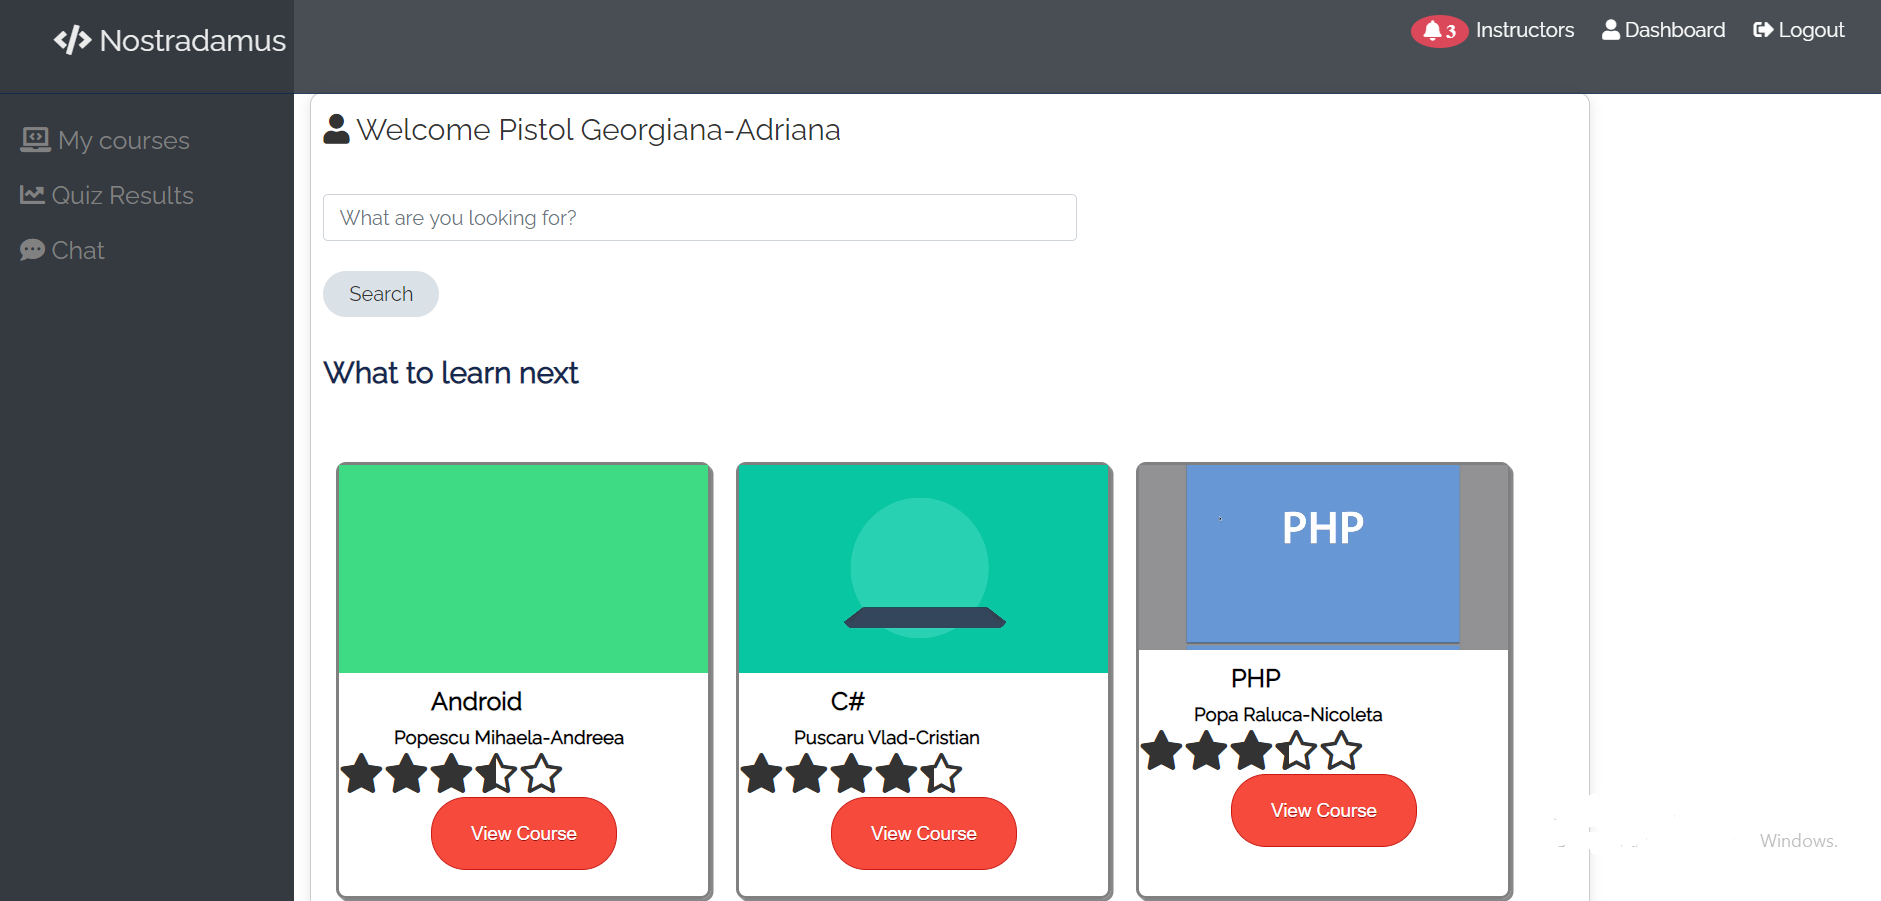 Nostradamus
3 Instructors Dashboard Logout
My courses
Quiz Results
Chat
Welcome Pistol Georgiana-Adriana
What are you looking for?
Search
What to learn next
PHP
Android
Popescu Mihaela-Andreea
View Course
C#
Puscaru Vlad-Cristian
View Course
PHP
Popa Raluca-Nicoleta
View Course
Windows.